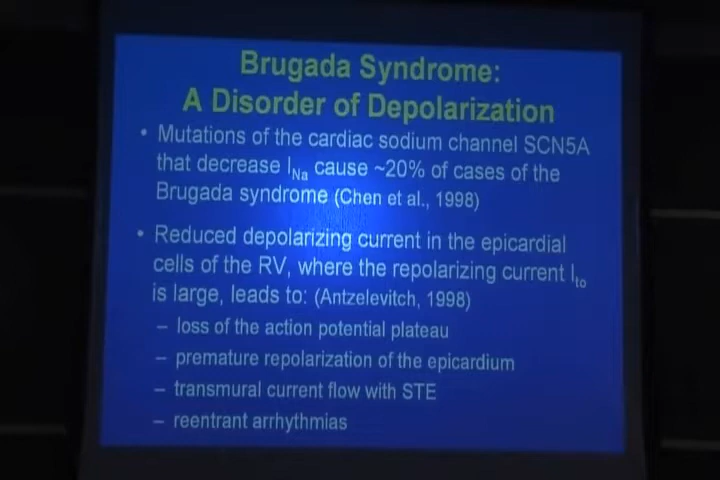 Brugada Syndrome:
A Disorder of Depolarization
• Mutations of the cardiac sodium channel SCN5A
that decrease INa cause ~20% of cases of the
Brugada syndrome (Chen et al., 1998)
• Reduced depolarizing current in the epicardial
cells of the RV, where the repolarizing current Ito
is large, leads to: (Antzelevitch, 1998)
– loss of the action potential plateau
– premature repolarization of the epicardium
– transmural current flow with STE
– reentrant arrhythmias